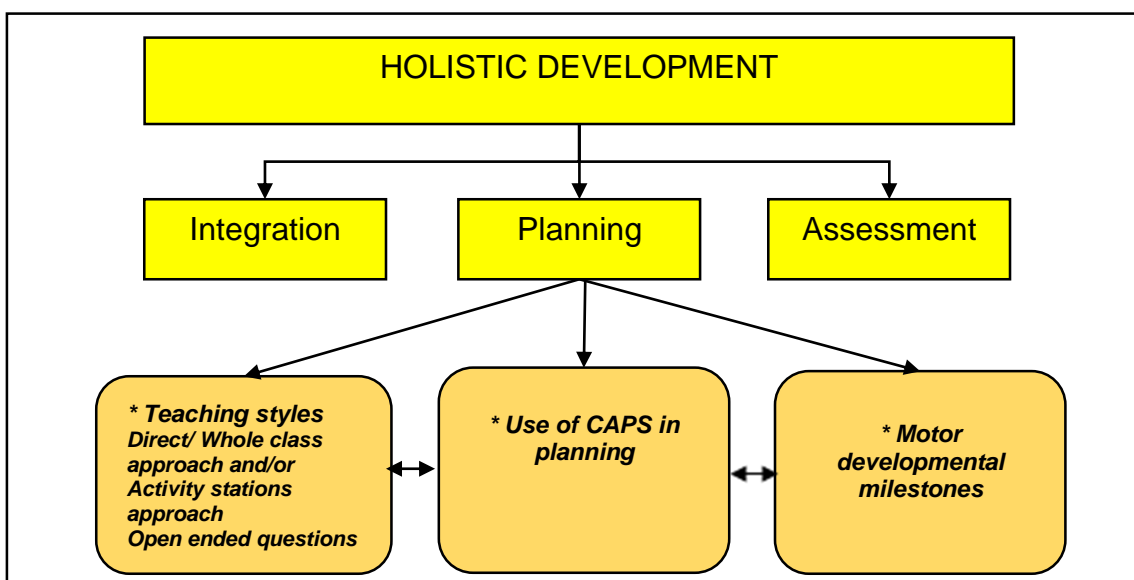 HOLISTIC DEVELOPMENT
Integration
Planning
Assessment
* Teaching styles
Direct/ Whole class
approach and/or
Activity stations
approach
Open ended questions
* Use of CAPS in
planning
* Motor
developmental
milestones